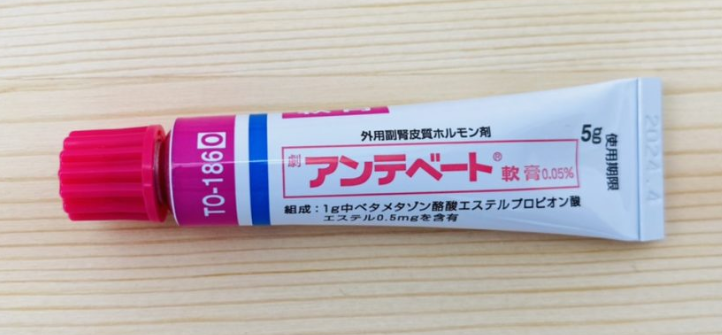 TO-186O
外用副腎皮質ホルモン剤
劇 アンテベート® 軟膏0.05%
組成:1g中ベタメタゾン酪酸エステルプロピオン酸
エステル0.5mgを含有
5g
使用期限
2024.4